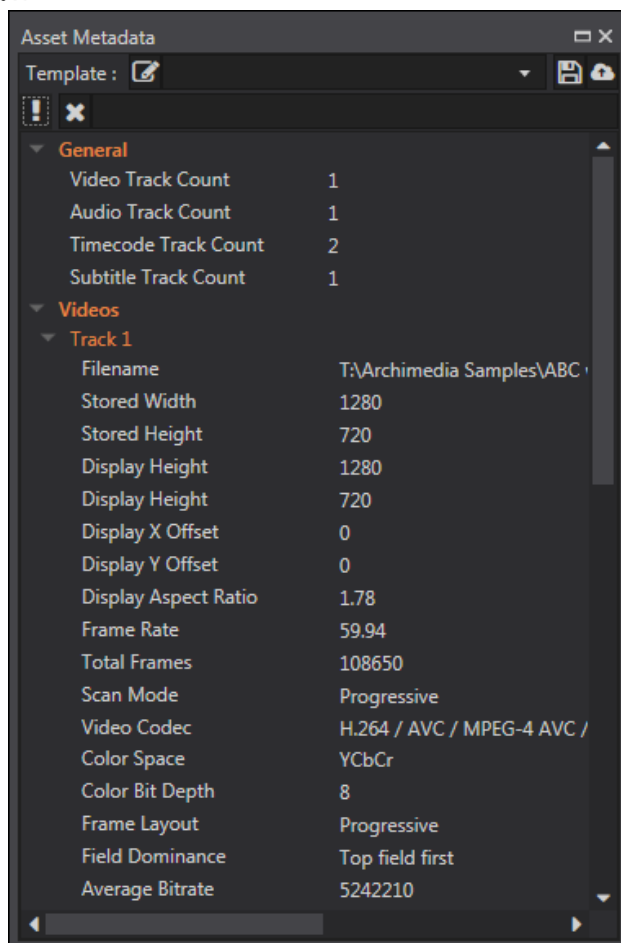 Asset Metadata
Template :
General
Video Track Count 1
Audio Track Count 1
Timecode Track Count 2
Subtitle Track Count 1
Videos
Track 1
Filename T:\Archimedia Samples\ABC
Stored Width 1280
Stored Height 720
Display Height 1280
Display Height 720
Display X Offset 0
Display Y Offset 0
Display Aspect Ratio 1.78
Frame Rate 59.94
Total Frames 108650
Scan Mode Progressive
Video Codec H.264 / AVC / MPEG-4 AVC /
Color Space YCbCr
Color Bit Depth 8
Frame Layout Progressive
Field Dominance Top field first
Average Bitrate 5242210